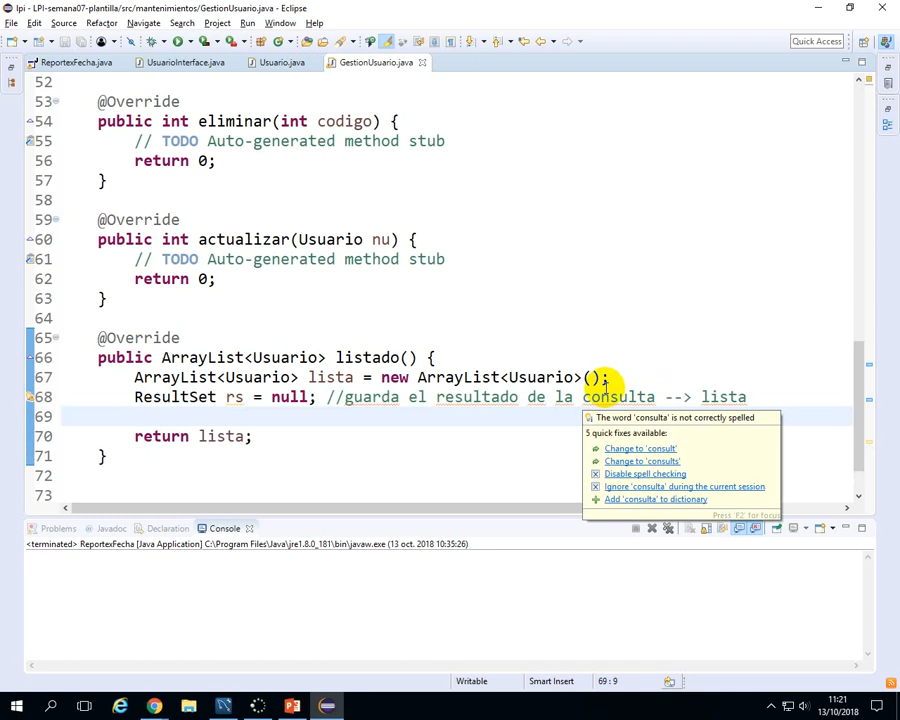 lpi - LPI-semana07-plantilla/src/mantenimientos/GestionUsuario.java - Eclipse
File Edit Source Refactor Navigate Search Project Run Window Help
Quick Access
ReportexFecha.java UsuarioInterface.java Usuario.java GestionUsuario.java
52
53 @Override
54 public int eliminar(int codigo) {
55 // TODO Auto-generated method stub
56 return 0;
57 }
58
59 @Override
60 public int actualizar(Usuario nu) {
61 // TODO Auto-generated method stub
62 return 0;
63 }
64
65 @Override
66 public ArrayList<Usuario> listado() {
67 ArrayList<Usuario> lista = new ArrayList<Usuario>();
68 ResultSet rs = null; //guarda el resultado de la consulta --> lista
69
The word 'consulta' is not correctly spelled
5 quick fixes available:
Change to 'consult'
Change to 'consults'
Disable spell checking
Ignore 'consulta' during the current session
Add 'consulta' to dictionary
Press 'F2' for focus
70 return lista;
71 }
72
73
Problems Javadoc Declaration Console
<terminated> ReportexFecha [Java Application] C:\Program Files\Java\jre1.8.0_181\bin\javaw.exe (13 oct. 2018 10:35:26)
Writable Smart Insert 69 : 9
11:21
13/10/2018